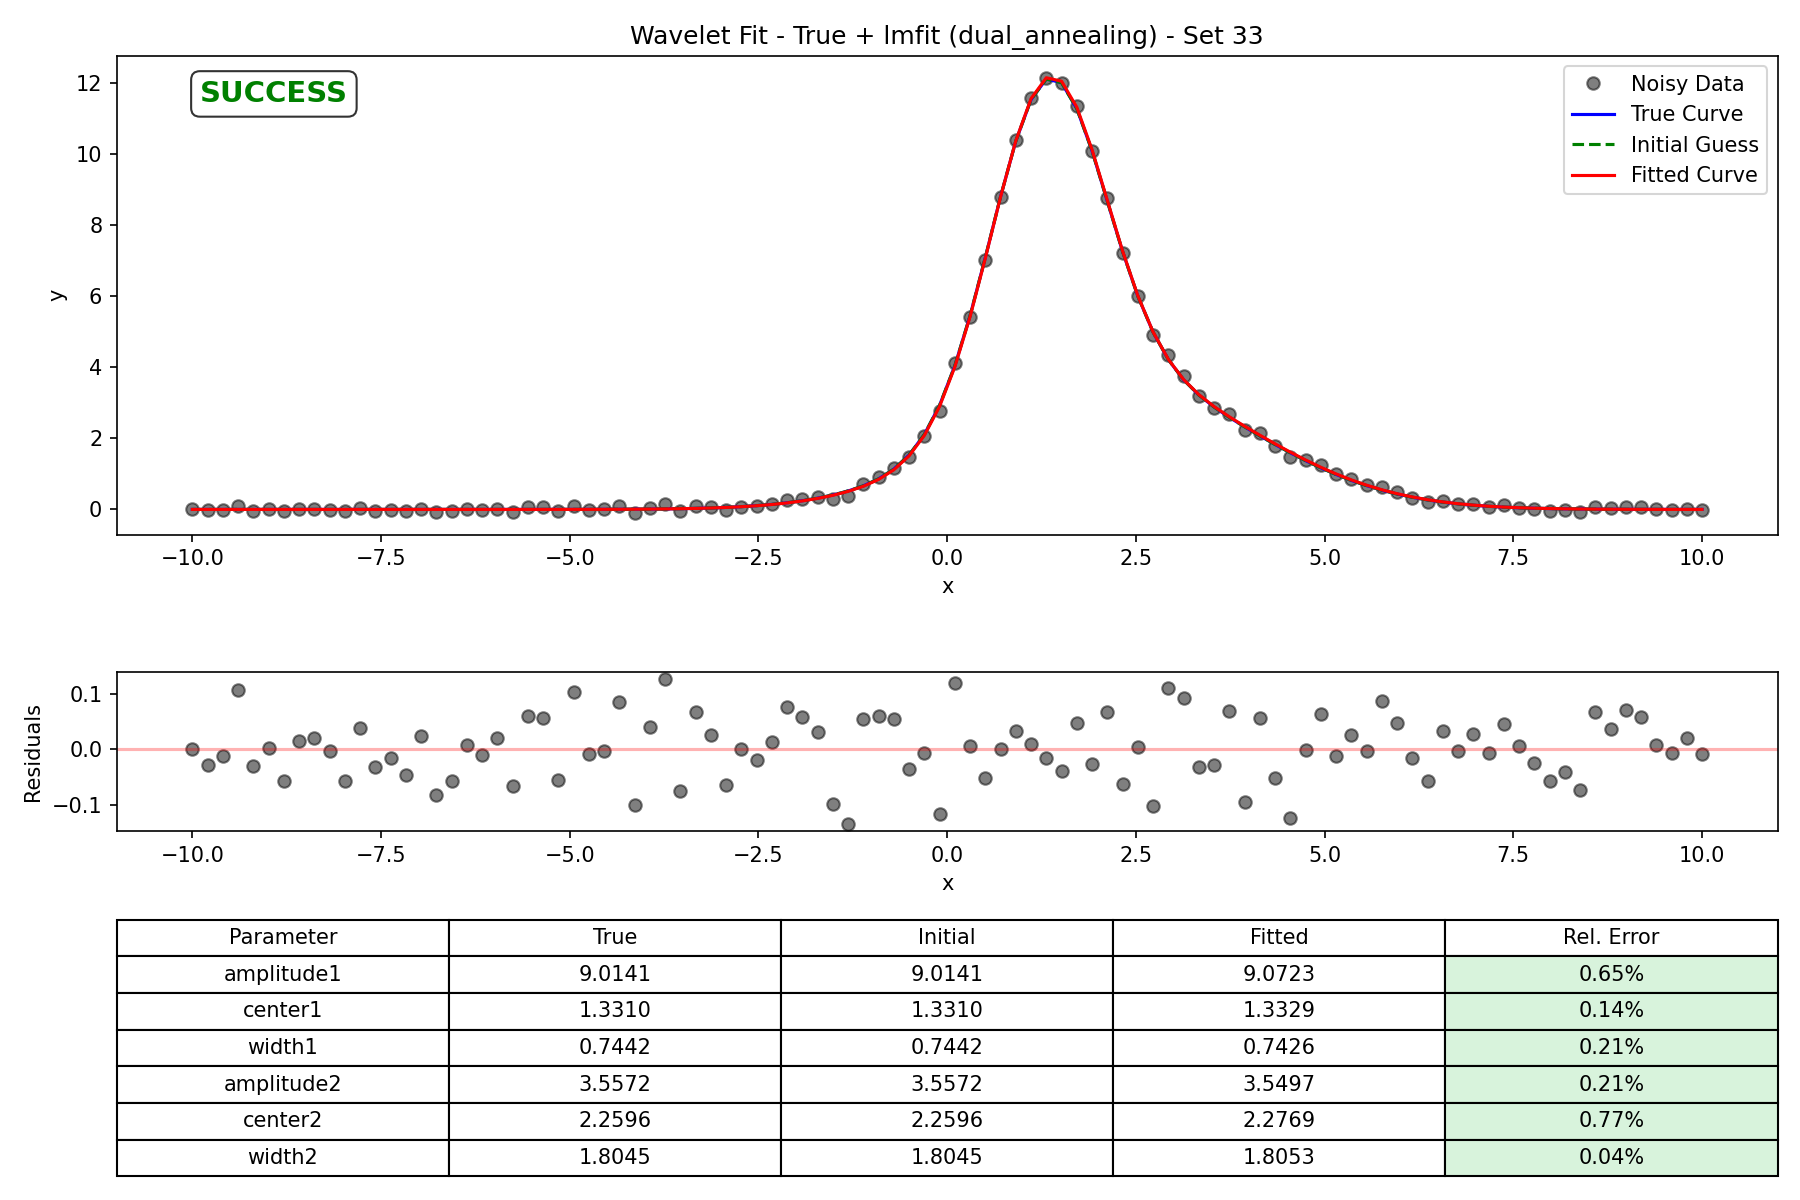 Wavelet Fit - True + lmfit (dual_annealing) - Set 33
SUCCESS
Noisy Data
True Curve
Initial Guess
Fitted Curve
y
12
10
8
6
4
2
0
−10.0 −7.5 −5.0 −2.5 0.0 2.5 5.0 7.5 10.0
x
Residuals
0.1
0.0
−0.1
−10.0 −7.5 −5.0 −2.5 0.0 2.5 5.0 7.5 10.0
x
Parameter True Initial Fitted Rel. Error
amplitude1 9.0141 9.0141 9.0723 0.65%
center1 1.3310 1.3310 1.3329 0.14%
width1 0.7442 0.7442 0.7426 0.21%
amplitude2 3.5572 3.5572 3.5497 0.21%
center2 2.2596 2.2596 2.2769 0.77%
width2 1.8045 1.8045 1.8053 0.04%